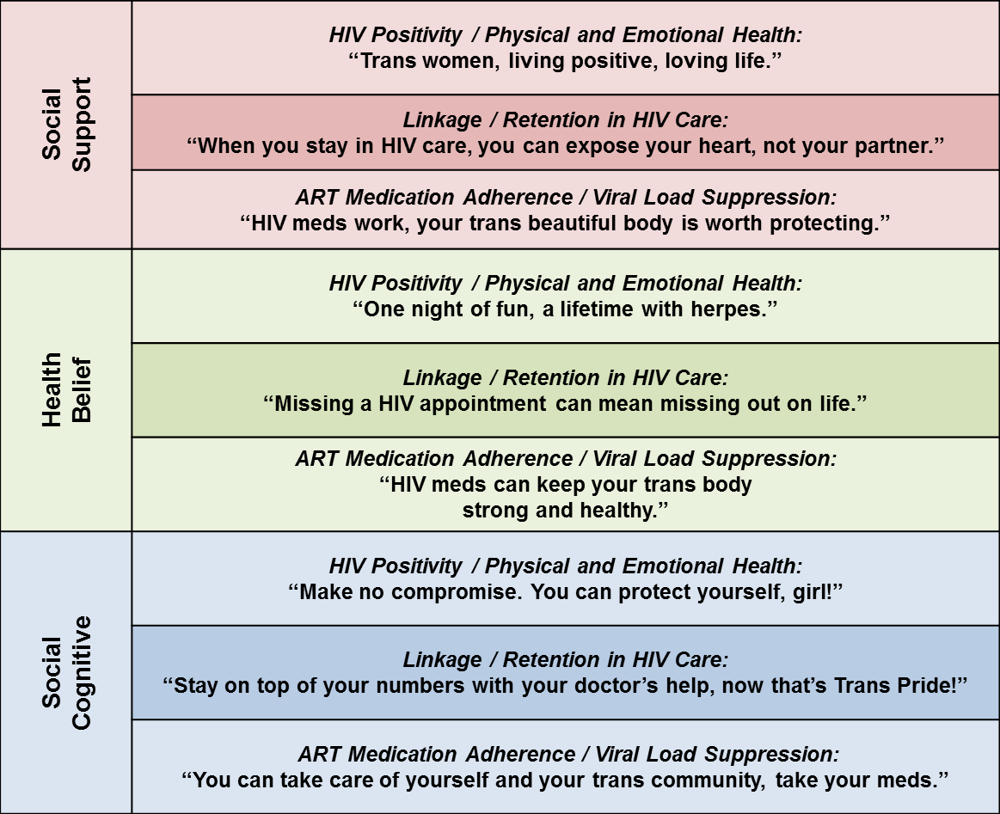 Social
Support
HIV Positivity / Physical and Emotional Health:
“Trans women, living positive, loving life.”
Linkage / Retention in HIV Care:
“When you stay in HIV care, you can expose your heart, not your partner.”
ART Medication Adherence / Viral Load Suppression:
“HIV meds work, your trans beautiful body is worth protecting.”
Health
Belief
HIV Positivity / Physical and Emotional Health:
“One night of fun, a lifetime with herpes.”
Linkage / Retention in HIV Care:
“Missing a HIV appointment can mean missing out on life.”
ART Medication Adherence / Viral Load Suppression:
“HIV meds can keep your trans body
strong and healthy.”
Social
Cognitive
HIV Positivity / Physical and Emotional Health:
“Make no compromise. You can protect yourself, girl!”
Linkage / Retention in HIV Care:
“Stay on top of your numbers with your doctor’s help, now that’s Trans Pride!”
ART Medication Adherence / Viral Load Suppression:
“You can take care of yourself and your trans community, take your meds.”